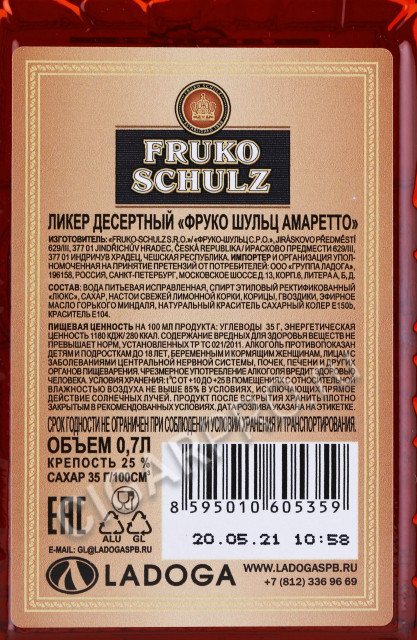 FRUKO SCHULZ
FRUKO
SCHULZ
ЛИКЕР ДЕСЕРТНЫЙ «ФРУКО ШУЛЬЦ АМАРЕТТО»
ИЗГОТОВИТЕЛЬ: «FRUKO-SCHULZ S.R.O.»/ «ФРУКО-ШУЛЬЦ С.Р.О.», JIRÁSKOVO PŘEDMĚSTÍ
629/III, 377 01 JINDŘICHŮV HRADEC, ČESKÁ REPUBLIKA / ИРАСКОВО ПРЕДМЕСТИ 629/III,
377 01 ИНДРИЧУВ ХРАДЕЦ, ЧЕШСКАЯ РЕСПУБЛИКА. ИМПОРТЕР И ОРГАНИЗАЦИЯ УПОЛ-
НОМОЧЕННАЯ НА ПРИНЯТИЕ ПРЕТЕНЗИЙ ОТ ПОТРЕБИТЕЛЕЙ: ООО «ГРУППА ЛАДОГА»,
196158, РОССИЯ, САНКТ-ПЕТЕРБУРГ, МОСКОВСКОЕ ШОССЕ Д. 13, КОРП.6, ЛИТЕРА А, Б, Д.
СОСТАВ: ВОДА ПИТЬЕВАЯ ИСПРАВЛЕННАЯ, СПИРТ ЭТИЛОВЫЙ РЕКТИФИКОВАННЫЙ
«ЛЮКС», САХАР, НАСТОИ СВЕЖЕЙ ЛИМОННОЙ КОРКИ, КОРИЦЫ, ГВОЗДИКИ, ЭФИРНОЕ
МАСЛО ГОРЬКОГО МИНДАЛЯ, НАТУРАЛЬНЫЙ КРАСИТЕЛЬ САХАРНЫЙ КОЛЕР Е150b,
КРАСИТЕЛЬ Е104.
ПИЩЕВАЯ ЦЕННОСТЬ НА 100 МЛ ПРОДУКТА: УГЛЕВОДЫ 35 Г, ЭНЕРГЕТИЧЕСКАЯ
ЦЕННОСТЬ 1180 КДЖ/280 ККАЛ. СОДЕРЖАНИЕ ВРЕДНЫХ ДЛЯ ЗДОРОВЬЯ ВЕЩЕСТВ НЕ
ПРЕВЫШАЕТ НОРМ, УСТАНОВЛЕННЫХ ТР ТС 021/2011. АЛКОГОЛЬ ПРОТИВОПОКАЗАН
ДЕТЯМ И ПОДРОСТКАМ ДО 18 ЛЕТ, БЕРЕМЕННЫМ И КОРМЯЩИМ ЖЕНЩИНАМ, ЛИЦАМ С
ЗАБОЛЕВАНИЯМИ ЦЕНТРАЛЬНОЙ НЕРВНОЙ СИСТЕМЫ, ПОЧЕК, ПЕЧЕНИ И ДРУГИХ
ОРГАНОВ ПИЩЕВАРЕНИЯ. ЧРЕЗМЕРНОЕ УПОТРЕБЛЕНИЕ АЛКОГОЛЯ ВРЕДИТ ЗДОРОВЬЮ
ЧЕЛОВЕКА. УСЛОВИЯ ХРАНЕНИЯ: t°С ОТ +10 ДО +25 В ПОМЕЩЕНИЯХ С ОТНОСИТЕЛЬНОЙ
ВЛАЖНОСТЬЮ ВОЗДУХА НЕ ВЫШЕ 85% В УСЛОВИЯХ, ИСКЛЮЧАЮЩИХ ПРЯМОЕ
ДЕЙСТВИЕ СОЛНЕЧНЫХ ЛУЧЕЙ. ПРОДУКТ ПОСЛЕ ВСКРЫТИЯ ХРАНИТЬ ПЛОТНО
ЗАКРЫТЫМ В РЕКОМЕНДОВАННЫХ УСЛОВИЯХ. ДАТА РОЗЛИВА УКАЗАНА НА ЭТИКЕТКЕ.
СРОК ГОДНОСТИ НЕ ОГРАНИЧЕН ПРИ СОБЛЮДЕНИИ УСЛОВИЙ ХРАНЕНИЯ И ТРАНСПОРТИРОВАНИЯ.
ОБЪЕМ 0,7Л
КРЕПОСТЬ 25 %
САХАР 35 Г/100СМ³
EAC
ALU GL
8 595010 605359
20.05.21 10:58
E-MAIL: GL@LADOGASPB.RU
LADOGA
WWW.LADOGASPB.RU
+7 (812) 336 96 69
CIGARPRO.RU